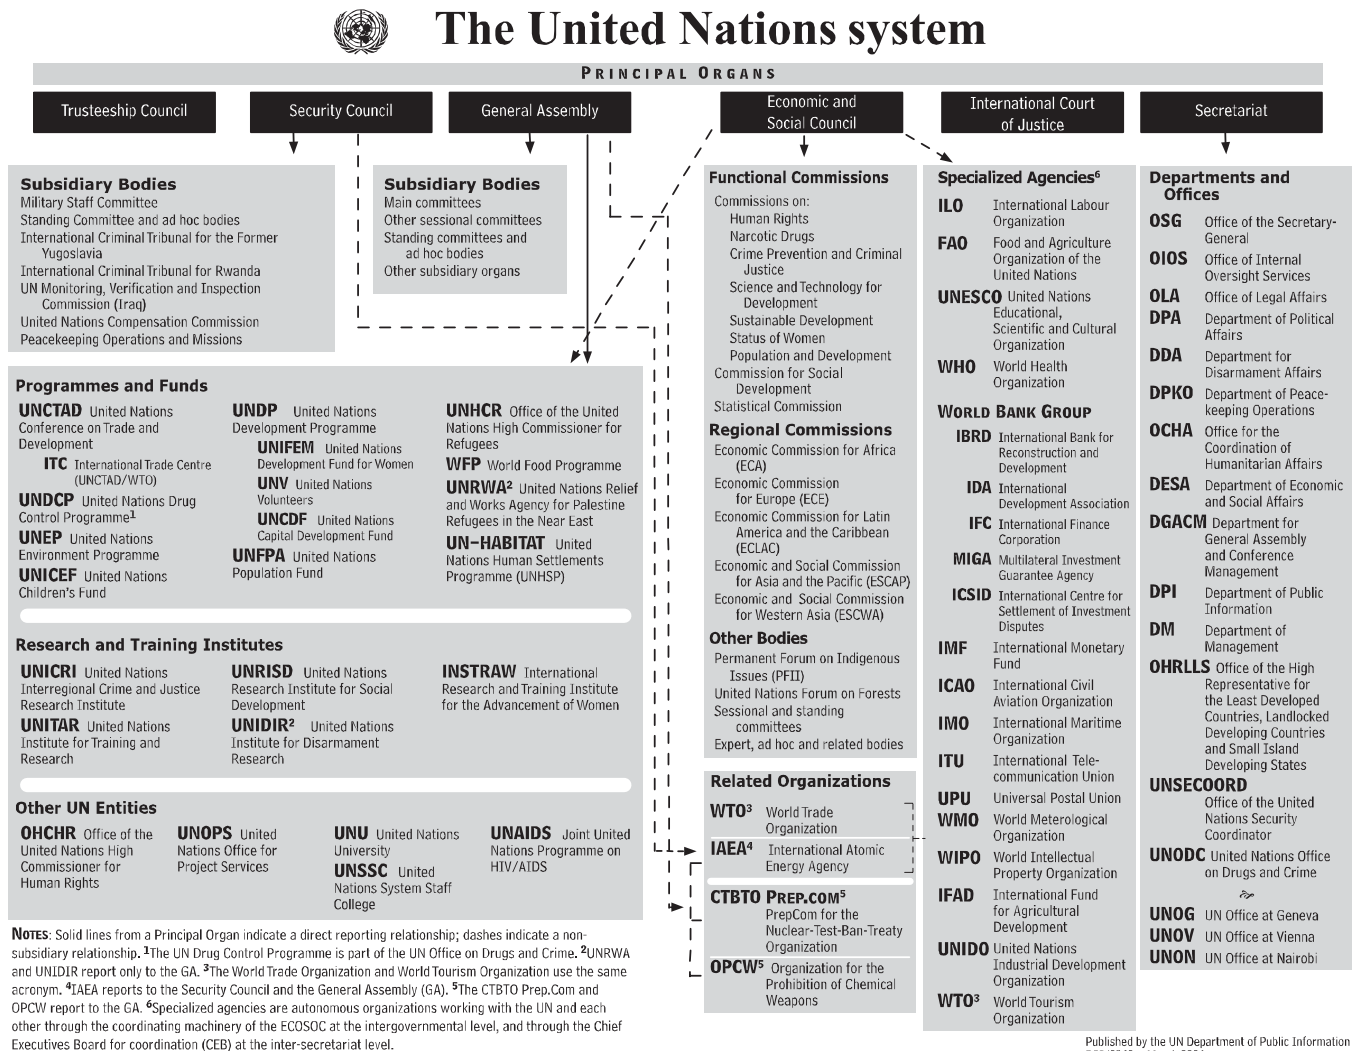 The United Nations system
PRINCIPAL ORGANS
Trusteeship Council
Security Council
General Assembly
Economic and
Social Council
International Court
of Justice
Secretariat
Subsidiary Bodies
Military Staff Committee
Standing Committee and ad hoc bodies
International Criminal Tribunal for the Former
Yugoslavia
International Criminal Tribunal for Rwanda
UN Monitoring, Verification and Inspection
Commission (Iraq)
United Nations Compensation Commission
Peacekeeping Operations and Missions
Subsidiary Bodies
Main committees
Other sessional committees
Standing committees and
ad hoc bodies
Other subsidiary organs
Programmes and Funds
UNCTAD United Nations
Conference on Trade and
Development
ITC International Trade Centre
(UNCTAD/WTO)
UNDCP United Nations Drug
Control Programme¹
UNEP United Nations
Environment Programme
UNICEF United Nations
Children's Fund
UNDP United Nations
Development Programme
UNIFEM United Nations
Development Fund for Women
UNV United Nations
Volunteers
UNCDF United Nations
Capital Development Fund
UNFPA United Nations
Population Fund
UNHCR Office of the United
Nations High Commissioner for
Refugees
WFP World Food Programme
UNRWA² United Nations Relief
and Works Agency for Palestine
Refugees in the Near East
UN-HABITAT United
Nations Human Settlements
Programme (UNHSP)
Research and Training Institutes
UNICRI United Nations
Interregional Crime and Justice
Research Institute
UNITAR United Nations
Institute for Training and
Research
UNRISD United Nations
Research Institute for Social
Development
UNIDIR² United Nations
Institute for Disarmament
Research
INSTRAW International
Research and Training Institute
for the Advancement of Women
Other UN Entities
OHCHR Office of the
United Nations High
Commissioner for
Human Rights
UNOPS United
Nations Office for
Project Services
UNU United Nations
University
UNSSC United
Nations System Staff
College
UNAIDS Joint United
Nations Programme on
HIV/AIDS
Functional Commissions
Commissions on:
Human Rights
Narcotic Drugs
Crime Prevention and Criminal
Justice
Science and Technology for
Development
Sustainable Development
Status of Women
Population and Development
Commission for Social
Development
Statistical Commission
Regional Commissions
Economic Commission for Africa
(ECA)
Economic Commission
for Europe (ECE)
Economic Commission for Latin
America and the Caribbean
(ECLAC)
Economic and Social Commission
for Asia and the Pacific (ESCAP)
Economic and Social Commission
for Western Asia (ESCWA)
Other Bodies
Permanent Forum on Indigenous
Issues (PFII)
United Nations Forum on Forests
Sessional and standing
committees
Expert, ad hoc and related bodies
Related Organizations
WTO³ World Trade
Organization
IAEA⁴ International Atomic
Energy Agency
CTBTO PREP.COM⁵
PrepCom for the
Nuclear-Test-Ban-Treaty
Organization
OPCW⁵ Organization for the
Prohibition of Chemical
Weapons
Specialized Agencies⁶
ILO International Labour
Organization
FAO Food and Agriculture
Organization of the
United Nations
UNESCO United Nations
Educational,
Scientific and Cultural
Organization
WHO World Health
Organization
WORLD BANK GROUP
IBRD International Bank for
Reconstruction and
Development
IDA International
Development Association
IFC International Finance
Corporation
MIGA Multilateral Investment
Guarantee Agency
ICSID International Centre for
Settlement of Investment
Disputes
IMF International Monetary
Fund
ICAO International Civil
Aviation Organization
IMO International Maritime
Organization
ITU International Tele-
communication Union
UPU Universal Postal Union
WMO World Meterological
Organization
WIPO World Intellectual
Property Organization
IFAD International Fund
for Agricultural
Development
UNIDO United Nations
Industrial Development
Organization
WTO³ World Tourism
Organization
Departments and
Offices
OSG Office of the Secretary-
General
OIOS Office of Internal
Oversight Services
OLA Office of Legal Affairs
DPA Department of Political
Affairs
DDA Department for
Disarmament Affairs
DPKO Department of Peace-
keeping Operations
OCHA Office for the
Coordination of
Humanitarian Affairs
DESA Department of Economic
and Social Affairs
DGACM Department for
General Assembly
and Conference
Management
DPI Department of Public
Information
DM Department of
Management
OHRLLS Office of the High
Representative for
the Least Developed
Countries, Landlocked
Developing Countries
and Small Island
Developing States
UNSECOORD
Office of the United
Nations Security
Coordinator
UNODC United Nations Office
on Drugs and Crime
UNOG UN Office at Geneva
UNOV UN Office at Vienna
UNON UN Office at Nairobi
NOTES: Solid lines from a Principal Organ indicate a direct reporting relationship; dashes indicate a non-
subsidiary relationship. ¹The UN Drug Control Programme is part of the UN Office on Drugs and Crime. ²UNRWA
and UNIDIR report only to the GA. ³The World Trade Organization and World Tourism Organization use the same
acronym. ⁴IAEA reports to the Security Council and the General Assembly (GA). ⁵The CTBTO Prep.Com and
OPCW report to the GA. ⁶Specialized agencies are autonomous organizations working with the UN and each
other through the coordinating machinery of the ECOSOC at the intergovernmental level, and through the Chief
Executives Board for coordination (CEB) at the inter-secretariat level.
Published by the UN Department of Public Information